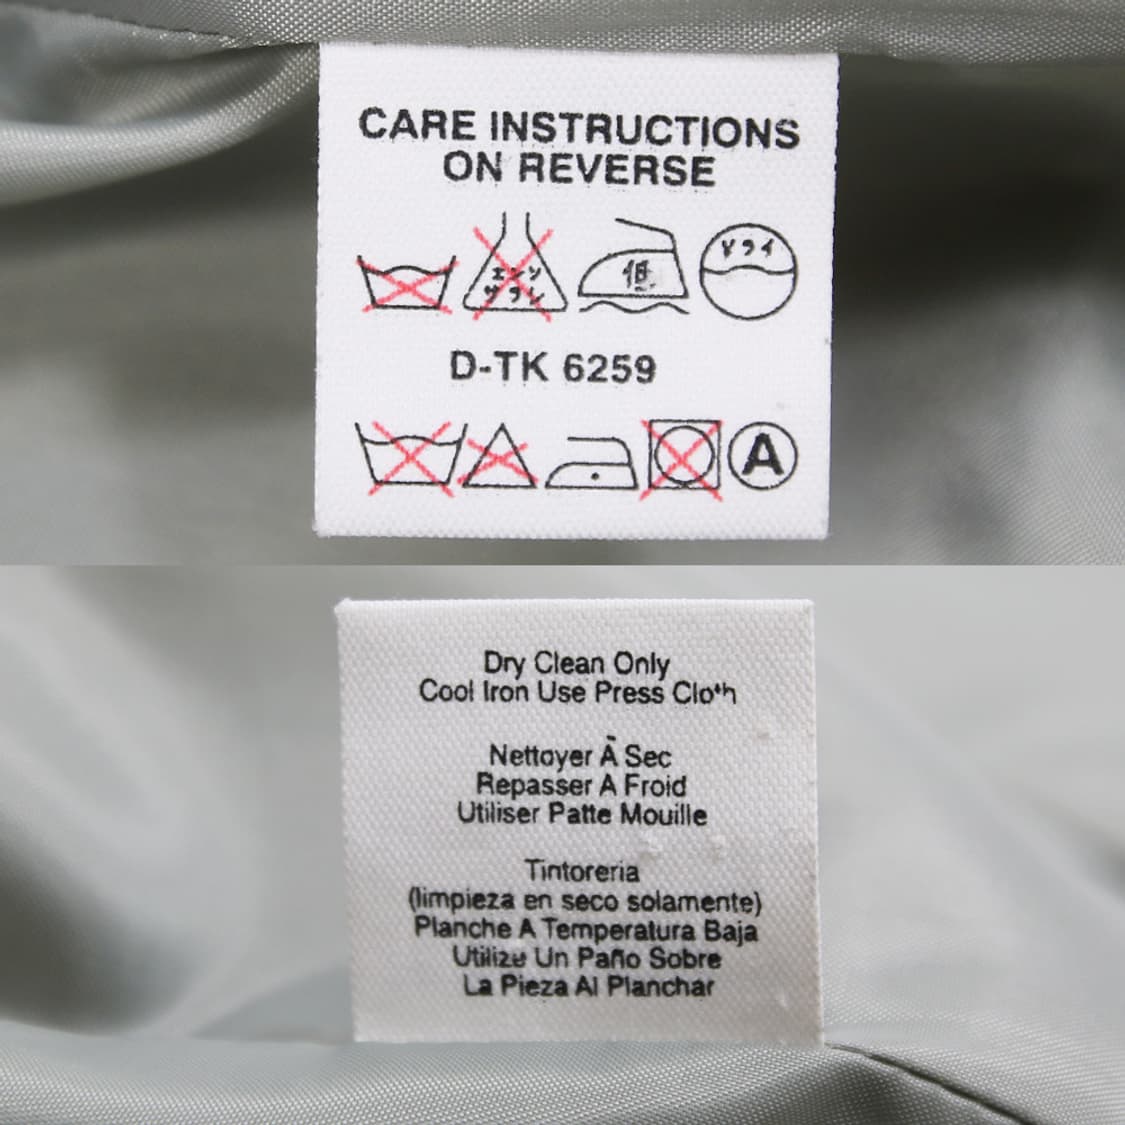 CARE INSTRUCTIONS
ON REVERSE
エンソ
サラシ
低
ドライ
D-TK 6259
A
Dry Clean Only
Cool Iron Use Press Cloth
Nettoyer À Sec
Repasser A Froid
Utiliser Patte Mouille
Tintoreria
(limpieza en seco solamente)
Planche A Temperatura Baja
Utilize Un Paño Sobre
La Pieza Al Planchar